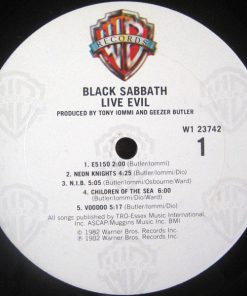 WB
RECORDS
BLACK SABBATH
LIVE EVIL
PRODUCED BY TONY IOMMI AND GEEZER BUTLER
W1 23742
1
1. E5150 2:00 (Butler/Iommi)
2. NEON KNIGHTS 4:25 (Butler/Iommi/Dio)
3. N.I.B. 5:05 (Butler/Iommi/Osbourne/Ward)
4. CHILDREN OF THE SEA 6:00
(Butler/Iommi/Dio)
5. VOODOO 5:17 (Butler/Iommi/Dio)
All songs published by TRO-Essex Music International,
Inc. ASCAP/Muggins Music Inc. BMI
© 1982 Warner Bros. Records Inc.
℗ 1982 Warner Bros. Records Inc.